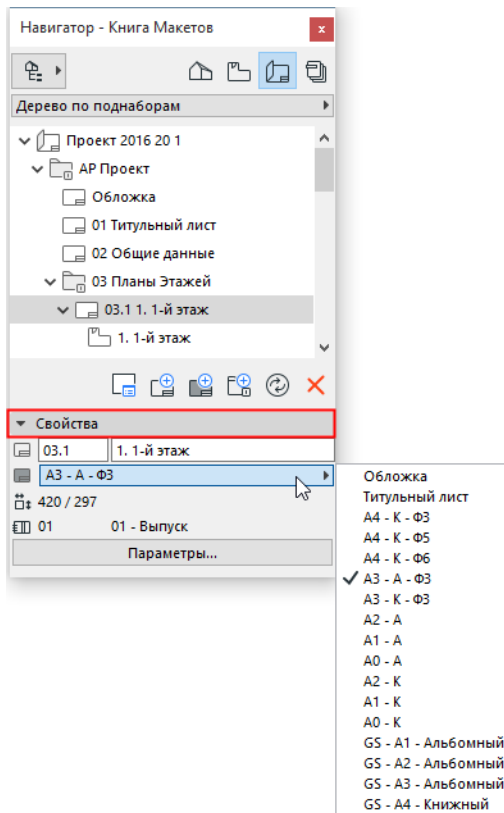 Навигатор - Книга Макетов
Дерево по поднаборам
Проект 2016 20 1
АР Проект
Обложка
01 Титульный лист
02 Общие данные
03 Планы Этажей
03.1 1. 1-й этаж
1. 1-й этаж
Свойства
03.1 1. 1-й этаж
А3 - А - Ф3
420 / 297
01 01 - Выпуск
Параметры...
Обложка
Титульный лист
А4 - К - Ф3
А4 - К - Ф5
А4 - К - Ф6
А3 - А - Ф3
А3 - К - Ф3
А2 - А
А1 - А
А0 - А
А2 - К
А1 - К
А0 - К
GS - А1 - Альбомный
GS - А2 - Альбомный
GS - А3 - Альбомный
GS - А4 - Книжный